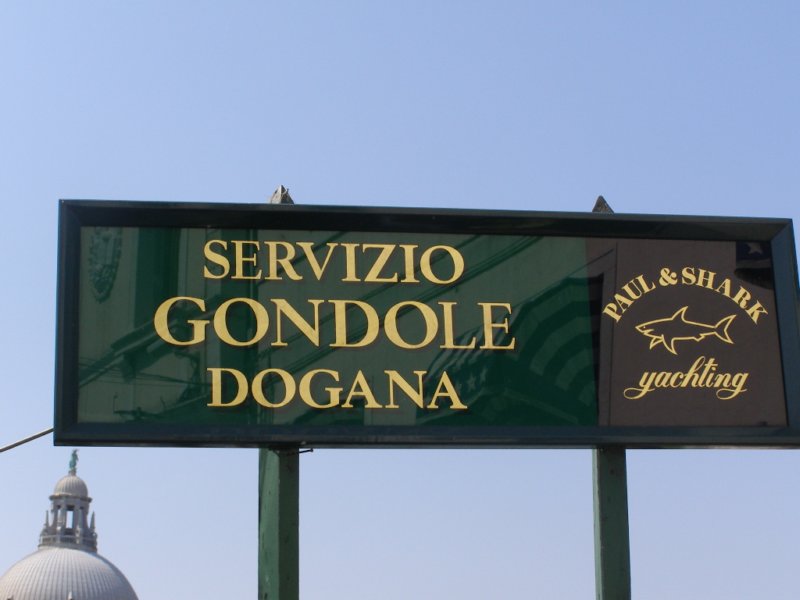 SERVIZIO
GONDOLE
DOGANA
PAUL & SHARK
yachting